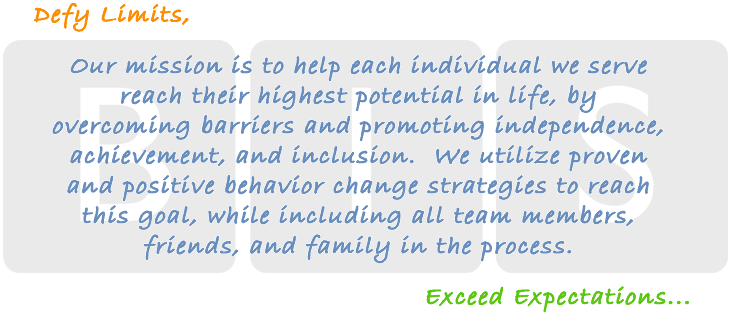 Defy Limits,
BIS
Our mission is to help each individual we serve
reach their highest potential in life, by
overcoming barriers and promoting independence,
achievement, and inclusion.  We utilize proven
and positive behavior change strategies to reach
this goal, while including all team members,
friends, and family in the process.
Exceed Expectations...